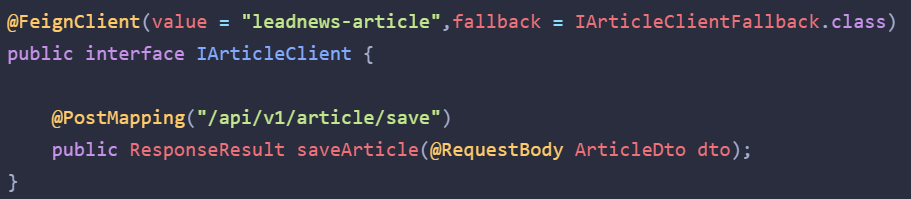 @FeignClient(value = "leadnews-article",fallback = IArticleClientFallback.class)
public interface IArticleClient {
@PostMapping("/api/v1/article/save")
public ResponseResult saveArticle(@RequestBody ArticleDto dto);
}